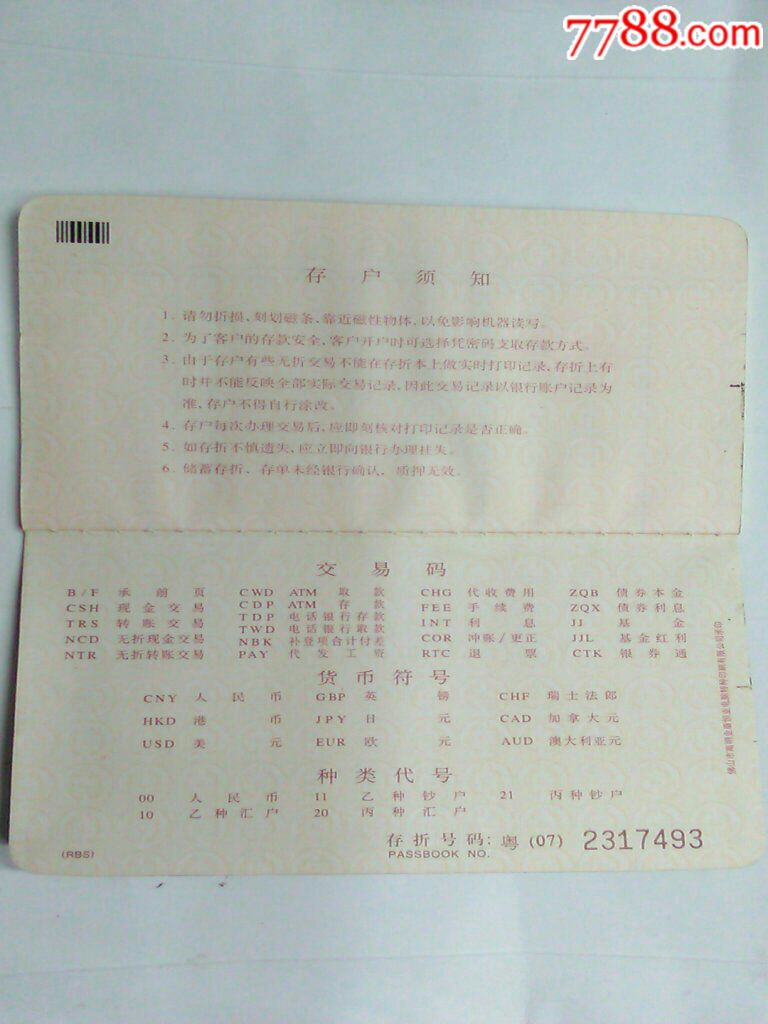 7788.com
存户须知
1. 请勿折损、刻划磁条、靠近磁性物体,以免影响机器读写。
2. 为了客户的存款安全,客户开户时可选择凭密码支取存款方式。
3. 由于存户有些无折交易不能在存折本上做实时打印记录,存折上有
时并不能反映全部实际交易记录,因此交易记录以银行账户记录为
准,存户不得自行涂改。
4. 存户每次办理交易后,应即刻核对打印记录是否正确。
5. 如存折不慎遗失,应立即向银行办理挂失。
6. 储蓄存折、存单未经银行确认,质押无效。
交易码
B/F 承前页 CWD ATM 取款 CHG 代收费用 ZQB 债券本金
CSH 现金交易 CDP ATM 存款 FEE 手续费 ZQX 债券利息
TRS 转账交易 TDP 电话银行存款 INT 利息 JJ 基金
NCD 无折现金交易 TWD 电话银行取款 COR 冲账/更正 JJL 基金红利
NTR 无折转账交易 NBK 补登项合计付差 RTC 退票 CTK 银券通
PAY 代发工资
货币符号
CNY 人民币 GBP 英镑 CHF 瑞士法郎
HKD 港币 JPY 日元 CAD 加拿大元
USD 美元 EUR 欧元 AUD 澳大利亚元
种类代号
00 人民币 11 乙种钞户 21 丙种钞户
10 乙种汇户 20 丙种汇户
存折号码: 粤 (07) 2317493
PASSBOOK NO.
(RBS)